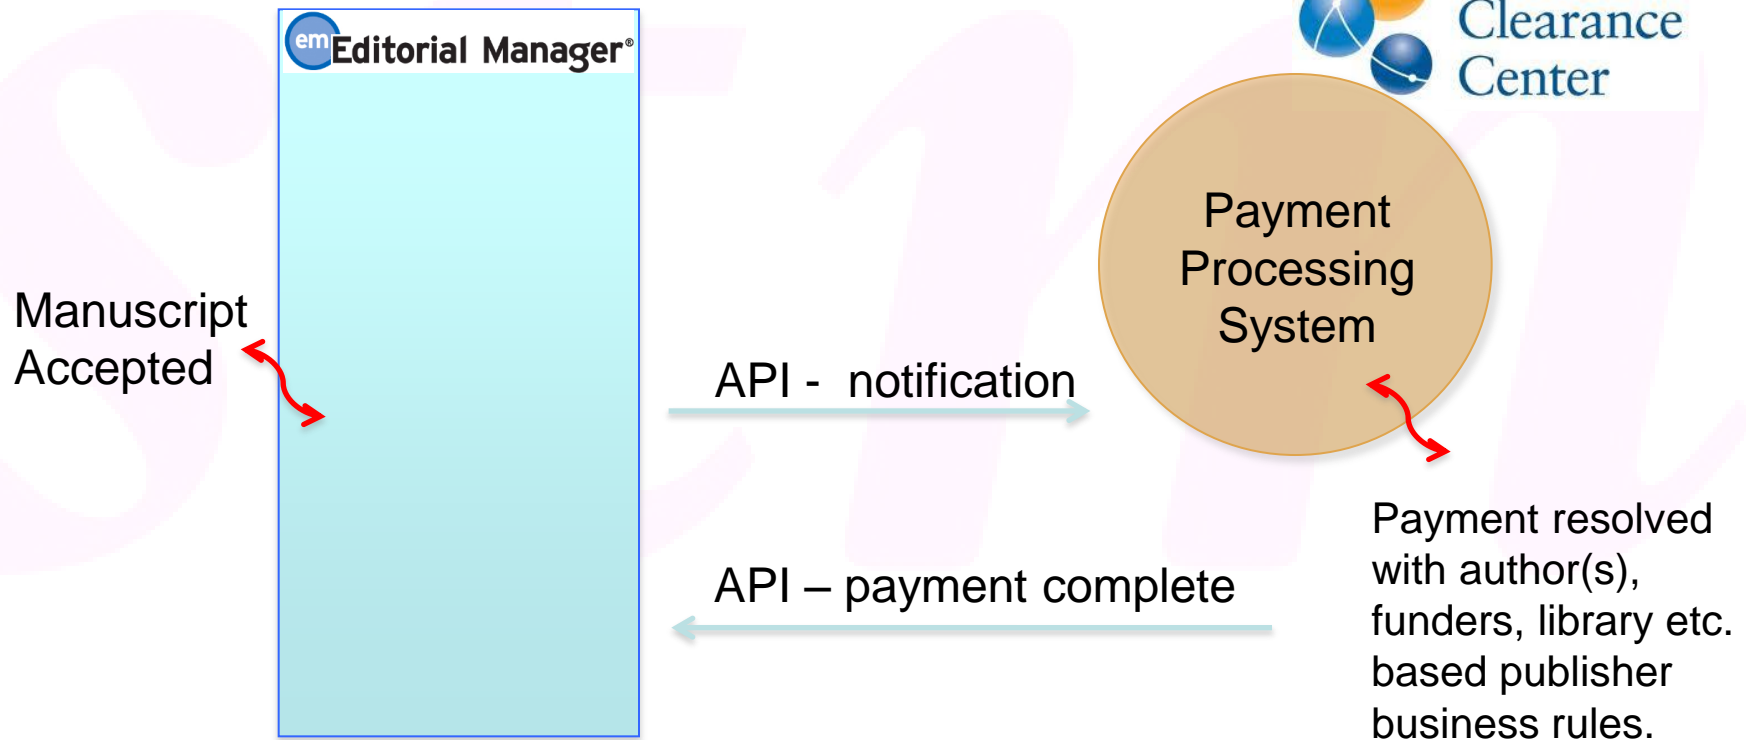 em Editorial Manager®
Clearance
Center
Payment
Processing
System
Manuscript
Accepted
API -  notification
API – payment complete
Payment resolved
with author(s),
funders, library etc.
based publisher
business rules.